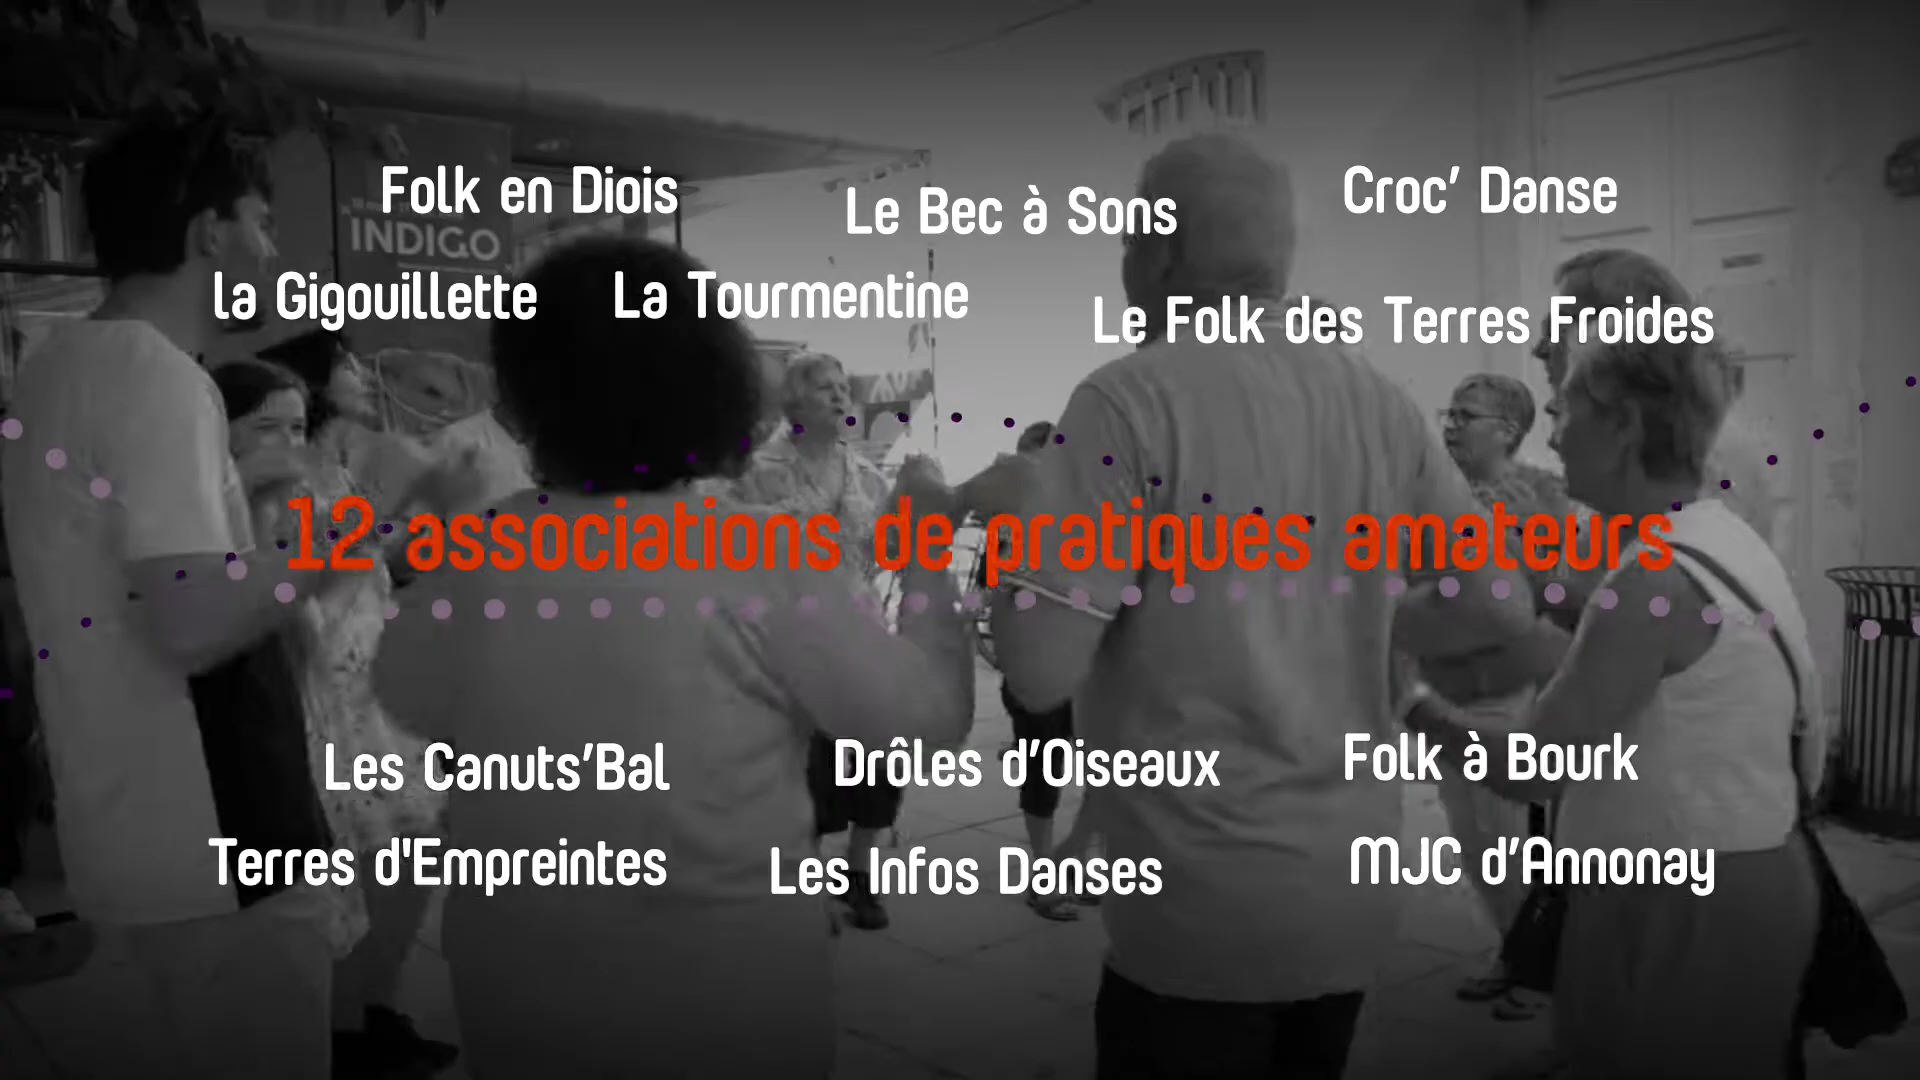 Folk en Diois
Le Bec à Sons
Croc' Danse
INDIGO
la Gigouillette
La Tourmentine
Le Folk des Terres Froides
12 associations de pratiques amateurs
Les Canuts'Bal
Drôles d'Oiseaux
Folk à Bourk
Terres d'Empreintes
Les Infos Danses
MJC d'Annonay